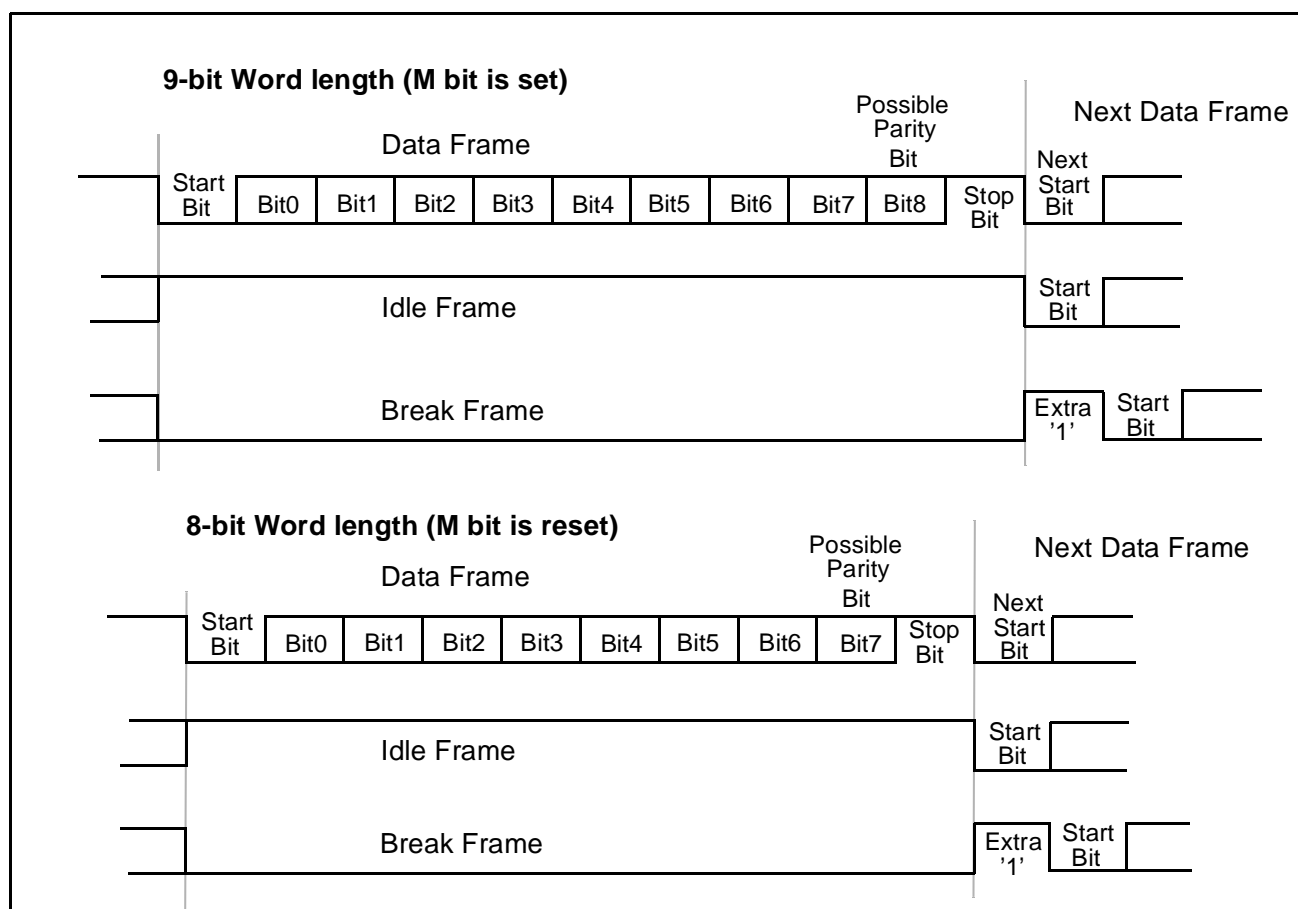 9-bit Word length (M bit is set)
Possible
Parity
Bit
Next Data Frame
Data Frame
Start
Bit
Bit0
Bit1
Bit2
Bit3
Bit4
Bit5
Bit6
Bit7
Bit8
Stop
Bit
Next
Start
Bit
Idle Frame
Start
Bit
Break Frame
Extra
’1’
Start
Bit
8-bit Word length (M bit is reset)
Possible
Parity
Bit
Next Data Frame
Data Frame
Start
Bit
Bit0
Bit1
Bit2
Bit3
Bit4
Bit5
Bit6
Bit7
Stop
Bit
Next
Start
Bit
Idle Frame
Start
Bit
Break Frame
Extra
’1’
Start
Bit